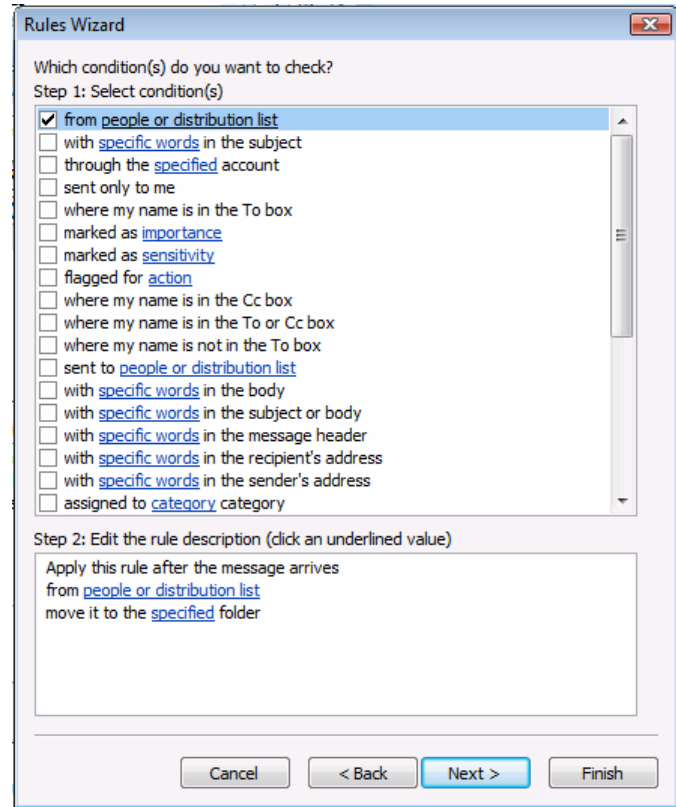 Rules Wizard
Which condition(s) do you want to check?
Step 1: Select condition(s)
from people or distribution list
with specific words in the subject
through the specified account
sent only to me
where my name is in the To box
marked as importance
marked as sensitivity
flagged for action
where my name is in the Cc box
where my name is in the To or Cc box
where my name is not in the To box
sent to people or distribution list
with specific words in the body
with specific words in the subject or body
with specific words in the message header
with specific words in the recipient's address
with specific words in the sender's address
assigned to category category
Step 2: Edit the rule description (click an underlined value)
Apply this rule after the message arrives
from people or distribution list
move it to the specified folder
Cancel < Back Next > Finish